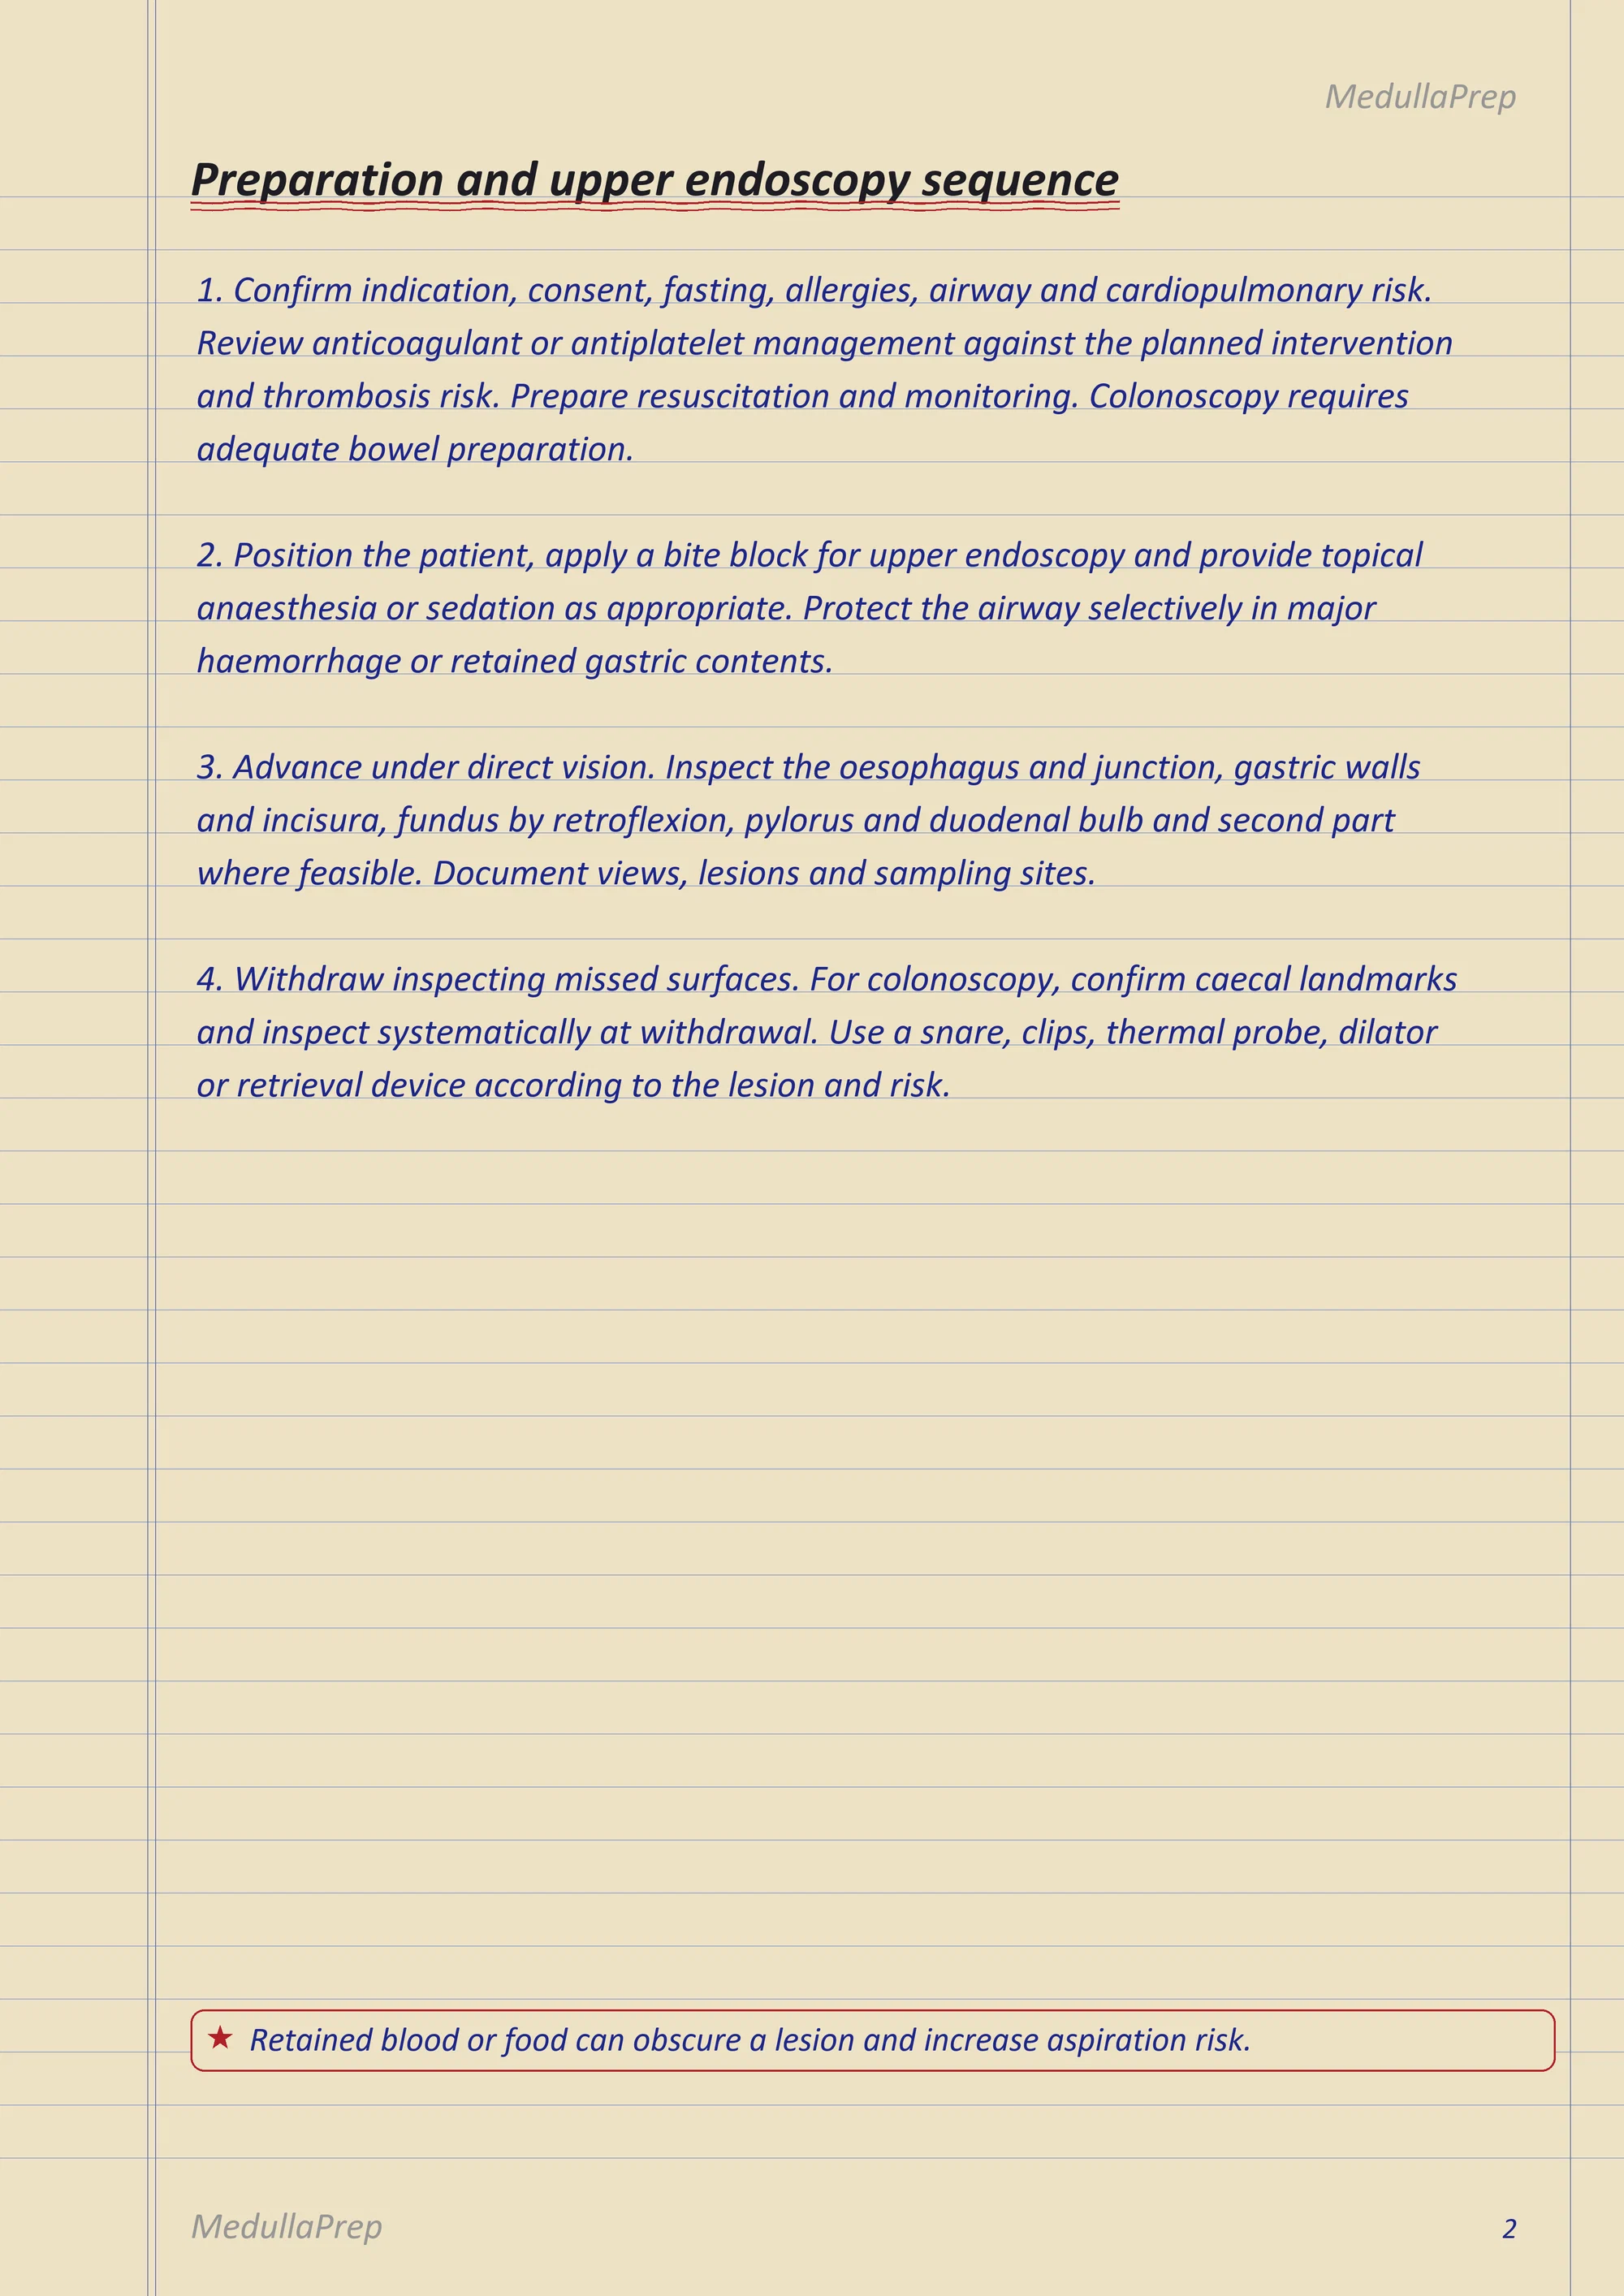 MedullaPrep
Preparation and upper endoscopy sequence
1. Confirm indication, consent, fasting, allergies, airway and cardiopulmonary risk.
Review anticoagulant or antiplatelet management against the planned intervention
and thrombosis risk. Prepare resuscitation and monitoring. Colonoscopy requires
adequate bowel preparation.
2. Position the patient, apply a bite block for upper endoscopy and provide topical
anaesthesia or sedation as appropriate. Protect the airway selectively in major
haemorrhage or retained gastric contents.
3. Advance under direct vision. Inspect the oesophagus and junction, gastric walls
and incisura, fundus by retroflexion, pylorus and duodenal bulb and second part
where feasible. Document views, lesions and sampling sites.
4. Withdraw inspecting missed surfaces. For colonoscopy, confirm caecal landmarks
and inspect systematically at withdrawal. Use a snare, clips, thermal probe, dilator
or retrieval device according to the lesion and risk.
★ Retained blood or food can obscure a lesion and increase aspiration risk.
MedullaPrep
2